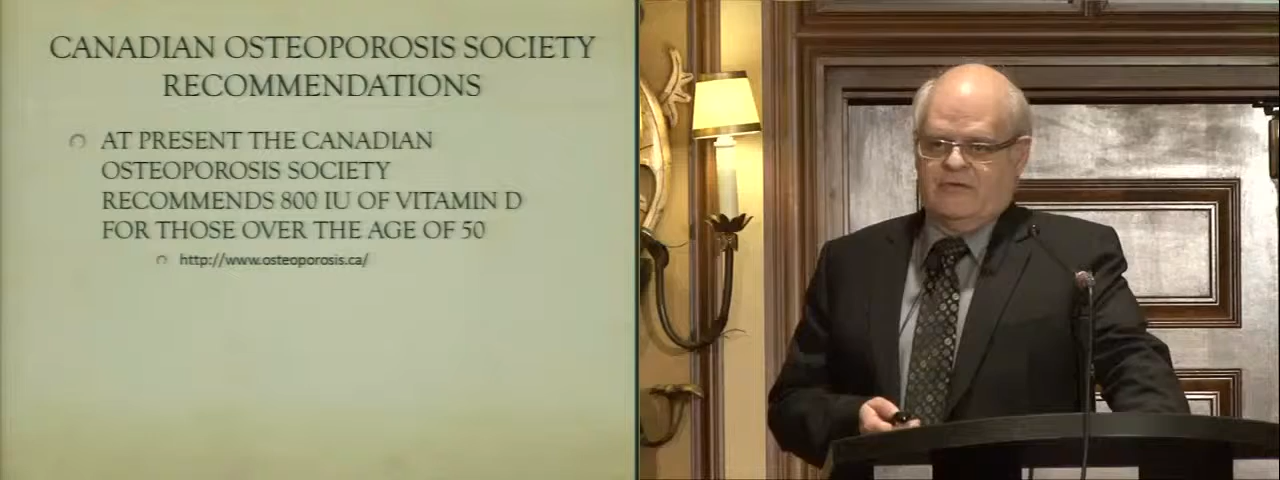 CANADIAN OSTEOPOROSIS SOCIETY
RECOMMENDATIONS
AT PRESENT THE CANADIAN
OSTEOPOROSIS SOCIETY
RECOMMENDS 800 IU OF VITAMIN D
FOR THOSE OVER THE AGE OF 50
http://www.osteoporosis.ca/